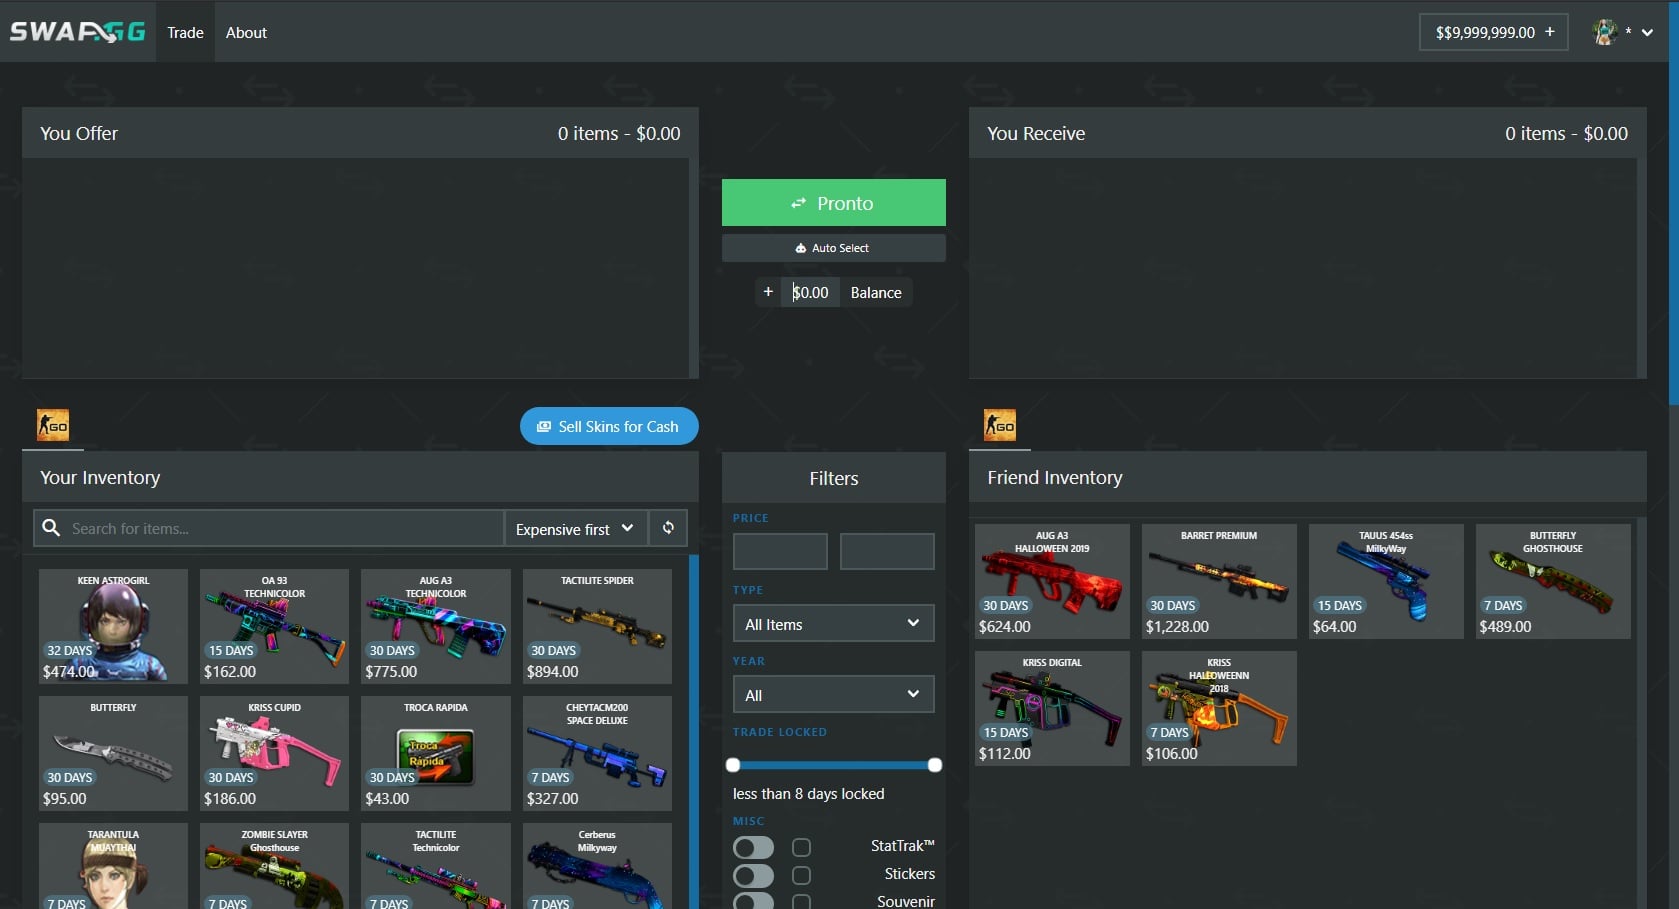 SWAP.GG
Trade
About
$$9,999,999.00 +
*
You Offer
0 items - $0.00
Pronto
Auto Select
+ $0.00 Balance
You Receive
0 items - $0.00
GO
Sell Skins for Cash
GO
Your Inventory
Search for items...
Expensive first
KEEN ASTROGIRL
32 DAYS
$474.00
OA 93
TECHNICOLOR
15 DAYS
$162.00
AUG A3
TECHNICOLOR
30 DAYS
$775.00
TACTILITE SPIDER
30 DAYS
$894.00
BUTTERFLY
30 DAYS
$95.00
KRISS CUPID
30 DAYS
$186.00
TROCA RAPIDA
Troca
Rápida
30 DAYS
$43.00
CHEYTACM200
SPACE DELUXE
7 DAYS
$327.00
TARANTULA
MUAYTHAI
7 DAYS
ZOMBIE SLAYER
Ghosthouse
7 DAYS
TACTILITE
Technicolor
7 DAYS
Cerberus
Milkyway
7 DAYS
Filters
PRICE
TYPE
All Items
YEAR
All
TRADE LOCKED
less than 8 days locked
MISC
StatTrak™
Stickers
Souvenir
Friend Inventory
AUG A3
HALLOWEEN 2019
30 DAYS
$624.00
BARRET PREMIUM
30 DAYS
$1,228.00
TAUUS 454ss
MilkyWay
15 DAYS
$64.00
BUTTERFLY
GHOSTHOUSE
7 DAYS
$489.00
KRISS DIGITAL
15 DAYS
$112.00
KRISS
HALLOWEENN
2018
7 DAYS
$106.00